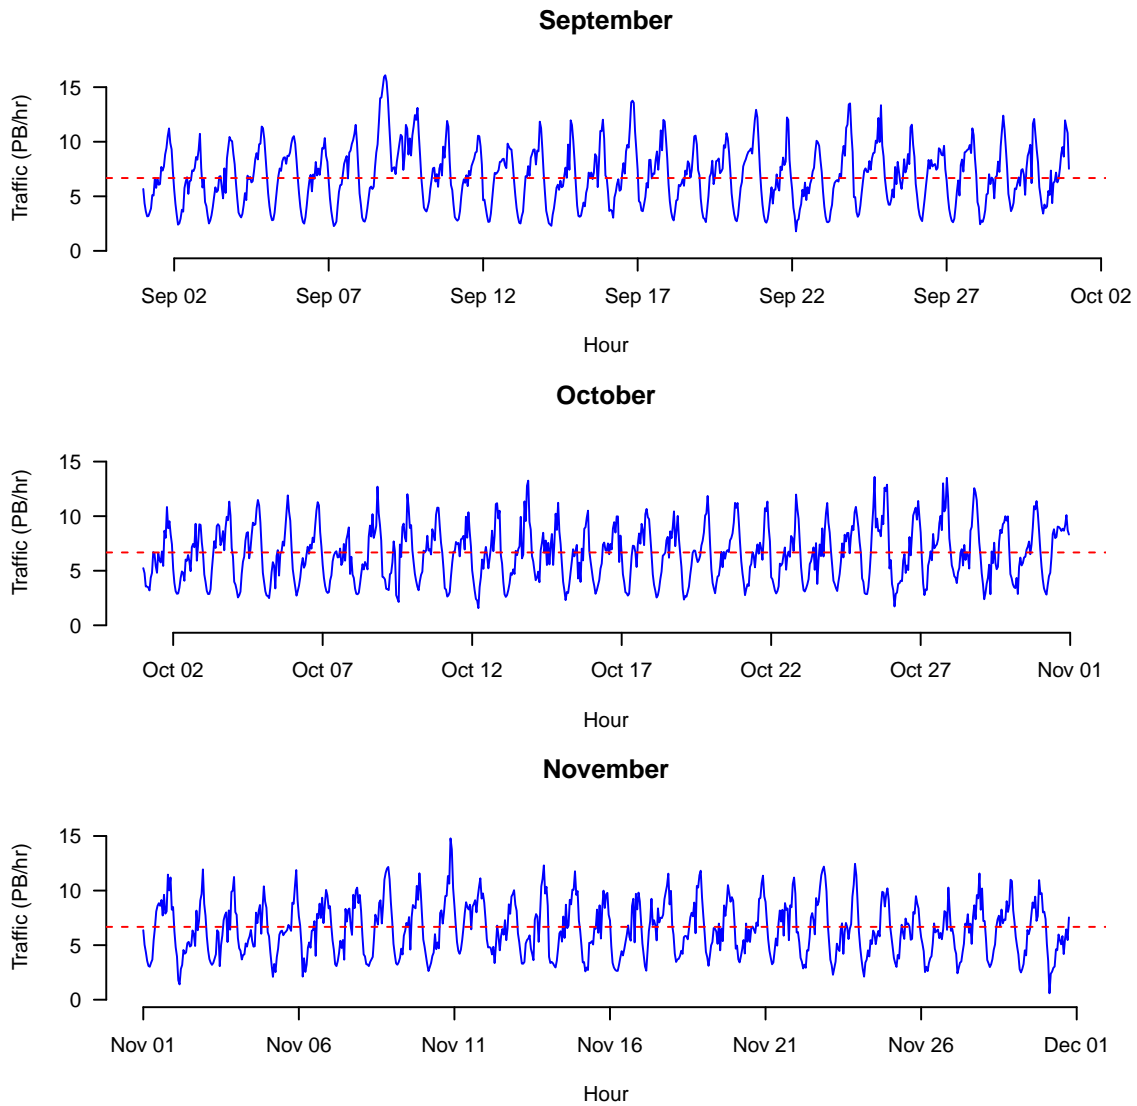 September
Traffic (PB/hr)
15
10
5
0
Sep 02 Sep 07 Sep 12 Sep 17 Sep 22 Sep 27 Oct 02
Hour
October
Traffic (PB/hr)
15
10
5
0
Oct 02 Oct 07 Oct 12 Oct 17 Oct 22 Oct 27 Nov 01
Hour
November
Traffic (PB/hr)
15
10
5
0
Nov 01 Nov 06 Nov 11 Nov 16 Nov 21 Nov 26 Dec 01
Hour